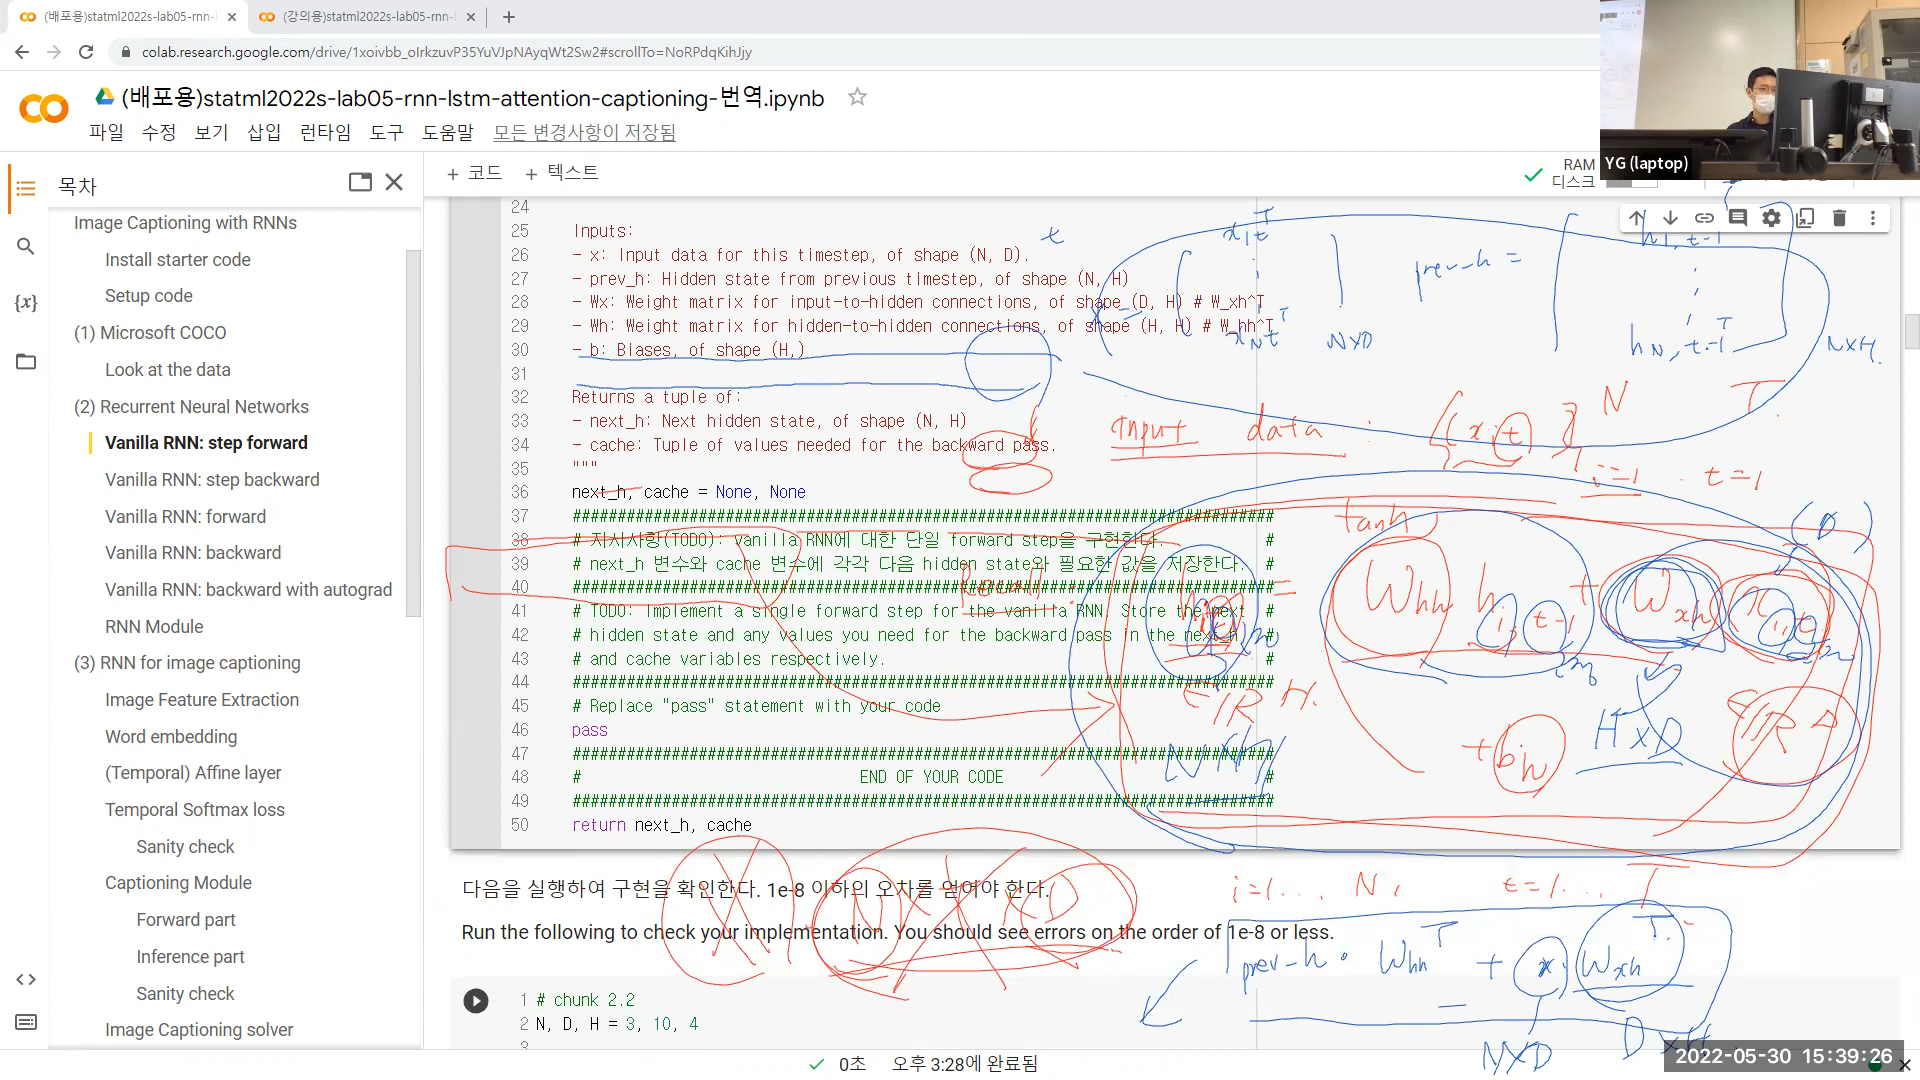 (배포용)statml2022s-lab05-rnn-l
(강의용)statml2022s-lab05-rnn-l
colab.research.google.com/drive/1xoivbb_oIrkzuvP35YuVJpNAyqWt2Sw2#scrollTo=NoRPdqKihJjy
(배포용)statml2022s-lab05-rnn-lstm-attention-captioning-번역.ipynb
파일 수정 보기 삽입 런타임 도구 도움말 모든 변경사항이 저장됨
YG (laptop)
목차
+ 코드 + 텍스트
RAM
디스크
Image Captioning with RNNs
Install starter code
Setup code
(1) Microsoft COCO
Look at the data
(2) Recurrent Neural Networks
Vanilla RNN: step forward
Vanilla RNN: step backward
Vanilla RNN: forward
Vanilla RNN: backward
Vanilla RNN: backward with autograd
RNN Module
(3) RNN for image captioning
Image Feature Extraction
Word embedding
(Temporal) Affine layer
Temporal Softmax loss
Sanity check
Captioning Module
Forward part
Inference part
Sanity check
Image Captioning solver
24
25 Inputs:
26 - x: Input data for this timestep, of shape (N, D).
27 - prev_h: Hidden state from previous timestep, of shape (N, H)
28 - Wx: Weight matrix for input-to-hidden connections, of shape (D, H) # W_xh^T
29 - Wh: Weight matrix for hidden-to-hidden connections, of shape (H, H) # W_hh^T
30 - b: Biases, of shape (H,)
31
32 Returns a tuple of:
33 - next_h: Next hidden state, of shape (N, H)
34 - cache: Tuple of values needed for the backward pass.
35 """
36 next_h, cache = None, None
37 ##############################################################################
38 # 지시사항(TODO): vanilla RNN에 대한 단일 forward step을 구현한다. #
39 # next_h 변수와 cache 변수에 각각 다음 hidden state와 필요한 값을 저장한다. #
40 ##############################################################################
41 # TODO: Implement a single forward step for the vanilla RNN. Store the next #
42 # hidden state and any values you need for the backward pass in the next_h #
43 # and cache variables respectively. #
44 ##############################################################################
45 # Replace "pass" statement with your code
46 pass
47 ##############################################################################
48 # END OF YOUR CODE #
49 ##############################################################################
50 return next_h, cache
prev_h =
N×D
N×H
Input data :
i=1 t=1
tanh
Recall
H×D
N×H
i=1... N, t=1... T
prev_h · Whh^T + x · Wxh^T
N×D D×H
다음을 실행하여 구현을 확인한다. 1e-8 이하의 오차를 얻어야 한다.
Run the following to check your implementation. You should see errors on the order of 1e-8 or less.
1 # chunk 2.2
2 N, D, H = 3, 10, 4
3
0초 오후 3:28에 완료됨
2022-05-30 15:39:26